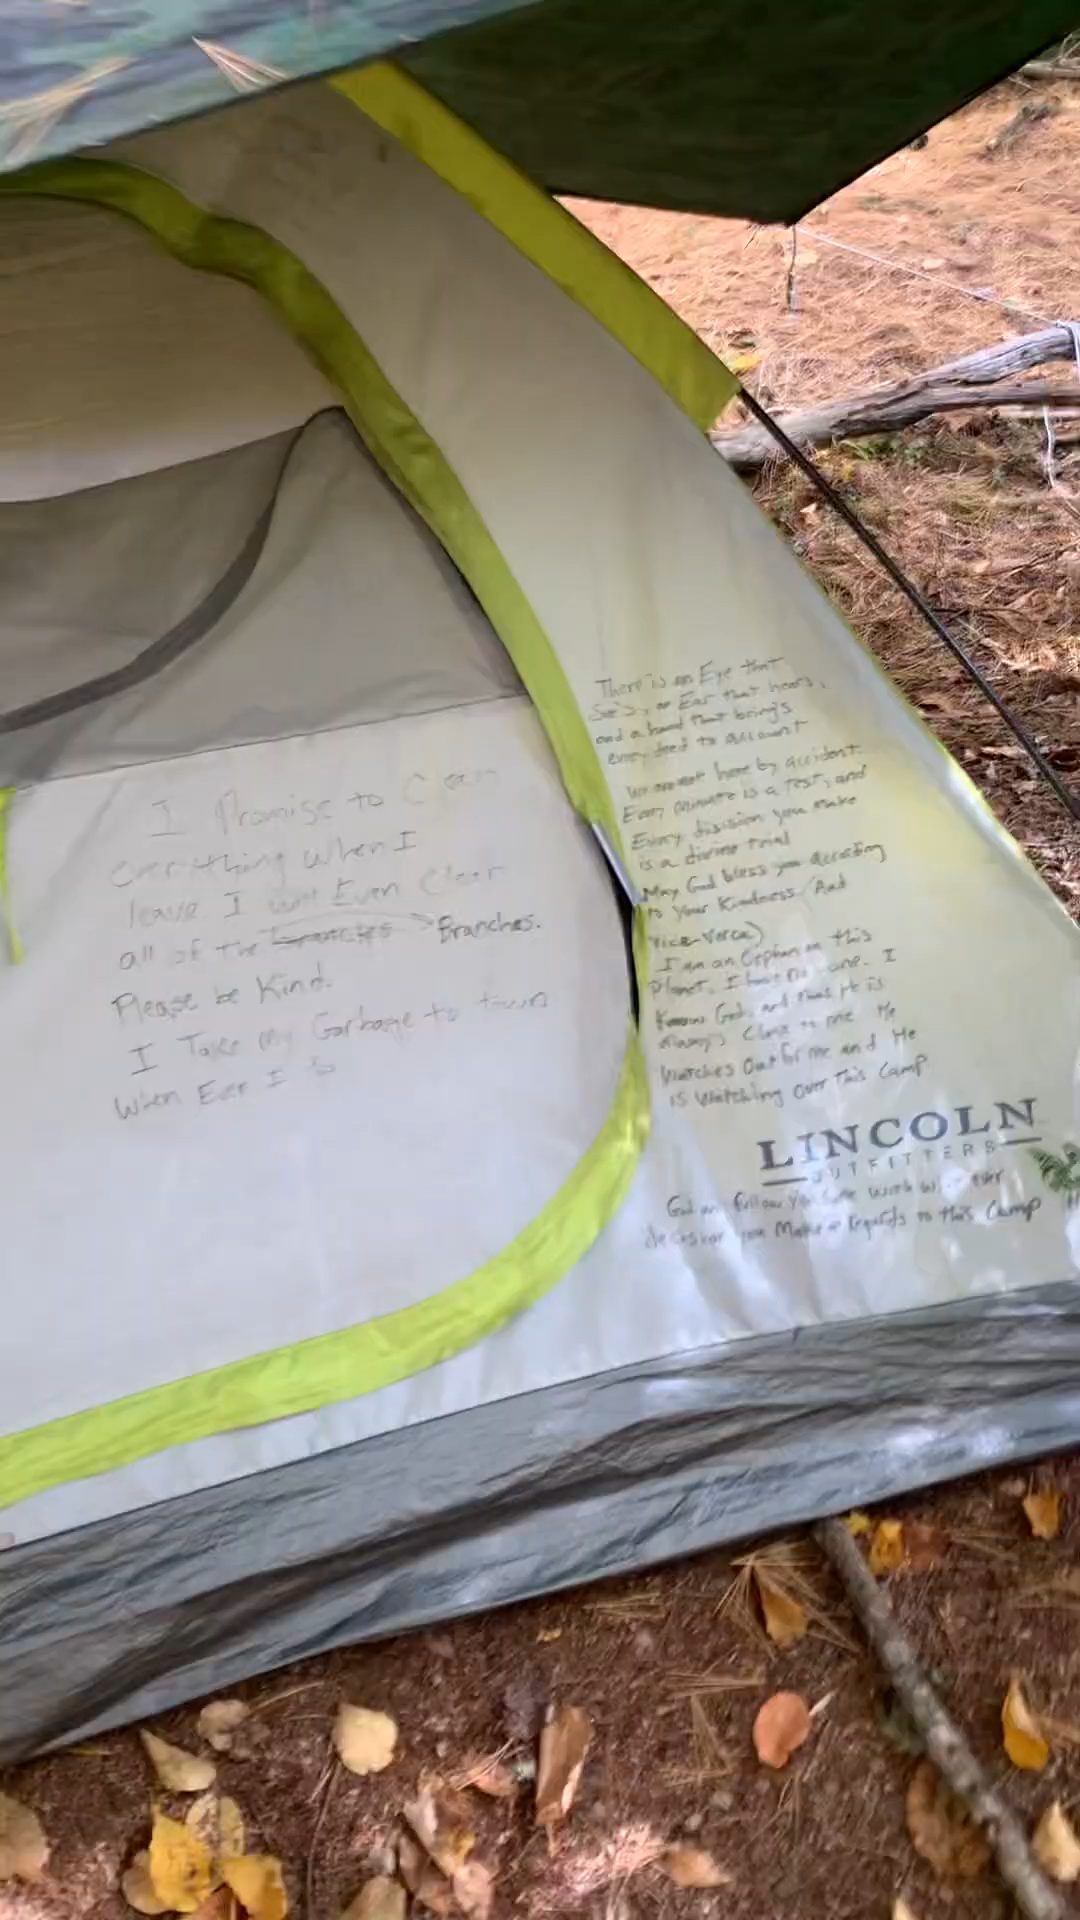 I Promise to Clean
everything when I
leave I will Even Clear
all of the branches Branches.
Please be Kind.
I Take my Garbage to town
When Ever I Go
There is an Eye that
See's, an Ear that hears,
and a hand that bring's
every deed to account
We are not here by accident.
Every minute is a Test, and
Every disision you make
is a divine trial
May God bless you according
to Your Kindness (And
Vice-Versa)
I am an Orphan on this
Planet. I have no one. I
Know God, and that He is
always Close to me He
Watches Out for me and He
is Watching Over This Camp
LINCOLN
OUTFITTERS
God will follow you with
decision you Make in Regards to this Camp